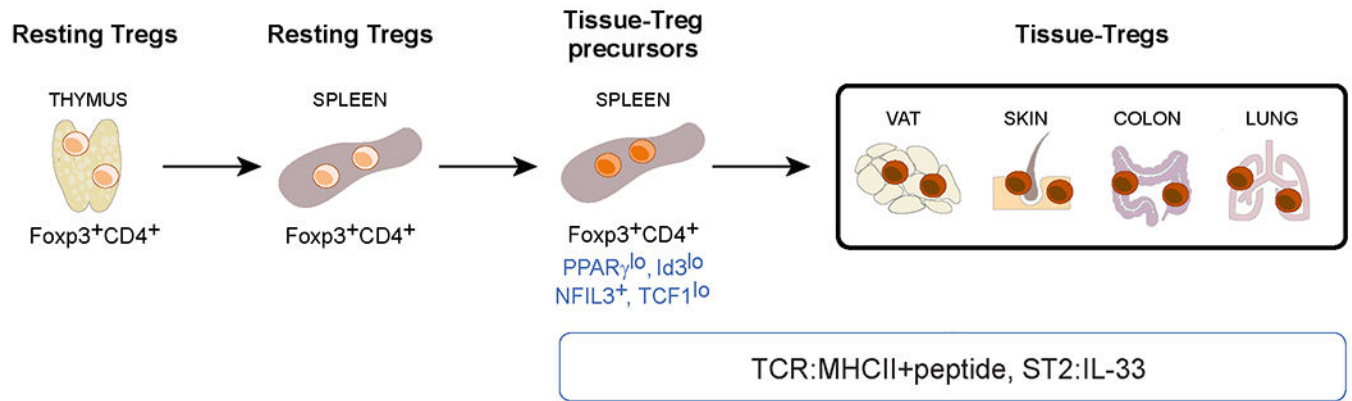 Resting Tregs
Resting Tregs
Tissue-Treg
precursors
Tissue-Tregs
THYMUS
SPLEEN
SPLEEN
VAT
SKIN
COLON
LUNG
Foxp3⁺CD4⁺
Foxp3⁺CD4⁺
Foxp3⁺CD4⁺
PPARγˡᵒ, Id3ˡᵒ
NFIL3⁺, TCF1ˡᵒ
TCR:MHCII+peptide, ST2:IL-33